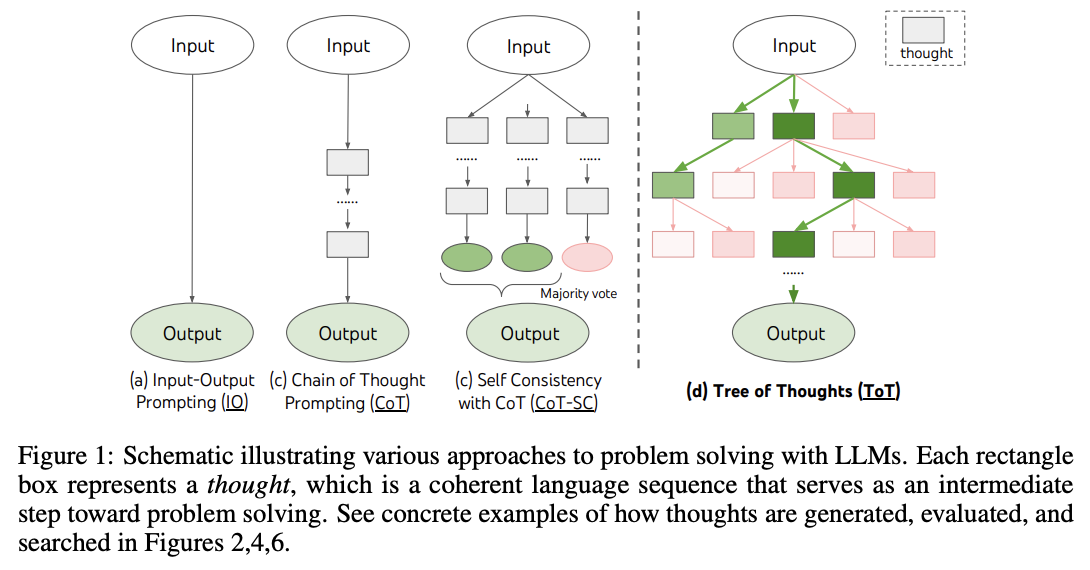 Input
Input
Input
Input
thought
......
......
......
......
......
Majority vote
Output
Output
Output
Output
(a) Input-Output
Prompting (IO)
(c) Chain of Thought
Prompting (CoT)
(c) Self Consistency
with CoT (CoT-SC)
(d) Tree of Thoughts (ToT)
Figure 1: Schematic illustrating various approaches to problem solving with LLMs. Each rectangle
box represents a thought, which is a coherent language sequence that serves as an intermediate
step toward problem solving. See concrete examples of how thoughts are generated, evaluated, and
searched in Figures 2,4,6.